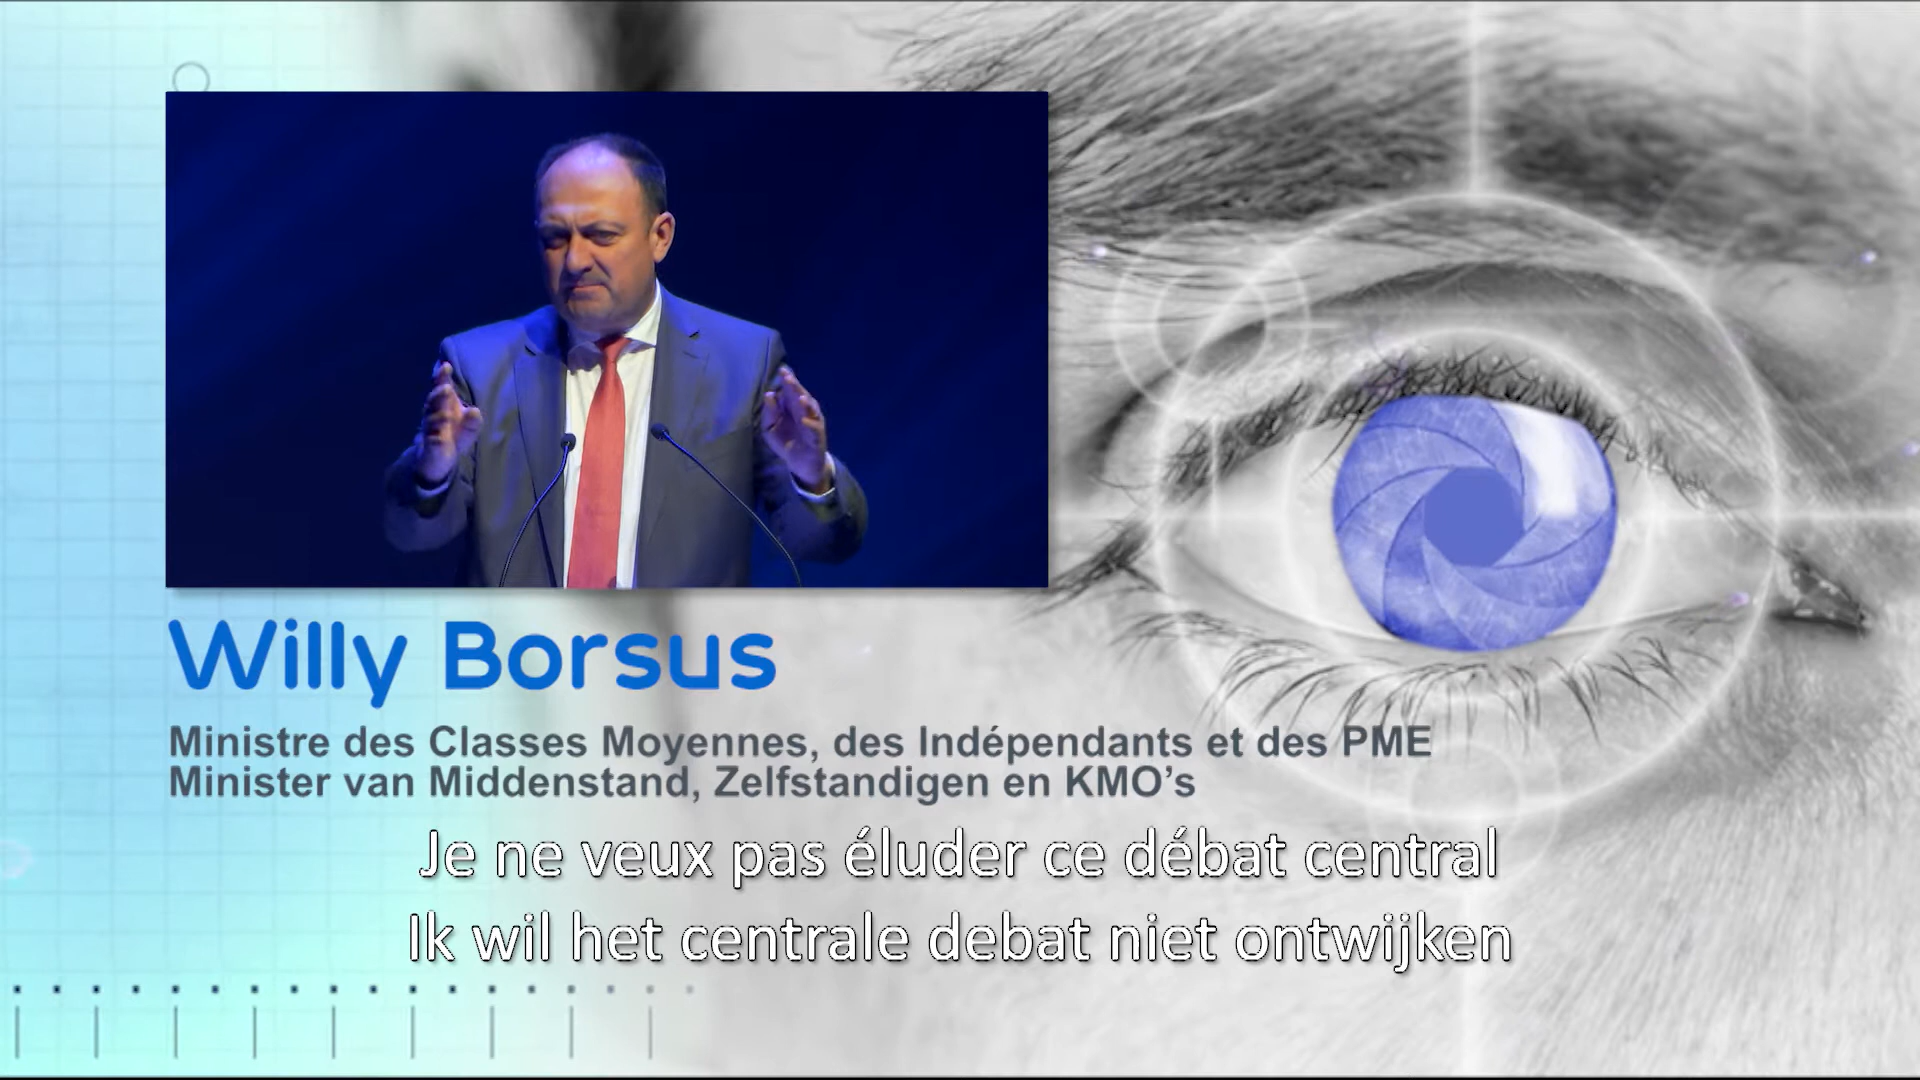 Willy Borsus
Ministre des Classes Moyennes, des Indépendants et des PME
Minister van Middenstand, Zelfstandigen en KMO’s
Je ne veux pas éluder ce débat central
Ik wil het centrale debat niet ontwijken